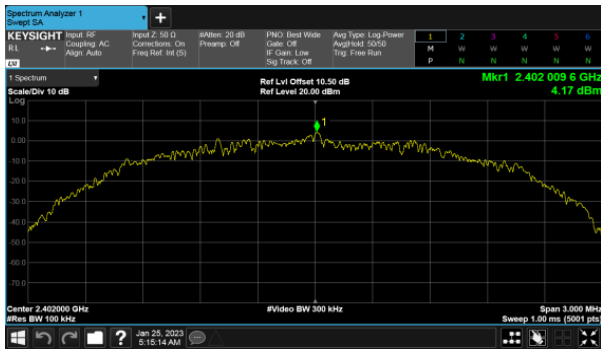 Spectrum Analyzer 1
Swept SA
KEYSIGHT
RL
Input: RF
Coupling: AC
Align: Auto
Input Z: 50 Ω
Corrections: On
Freq Ref: Int (S)
#Atten: 20 dB
Preamp: Off
PNO: Best Wide
Gate: Off
IF Gain: Low
Sig Track: Off
Avg Type: Log-Power
Avg|Hold: 50/50
Trig: Free Run
1 2 3 4 5 6
M W W W W W
P N N N N N
1 Spectrum
Scale/Div 10 dB
Ref Lvl Offset 10.50 dB
Ref Level 20.00 dBm
Mkr1 2.402 009 6 GHz
4.17 dBm
Log
1
10.0
0.00
-10.0
-20.0
-30.0
-40.0
-50.0
-60.0
-70.0
Center 2.402000 GHz
#Res BW 100 kHz
#Video BW 300 kHz
Span 3.000 MHz
Sweep 1.00 ms (5001 pts)
?
Jan 25, 2023
5:15:14 AM